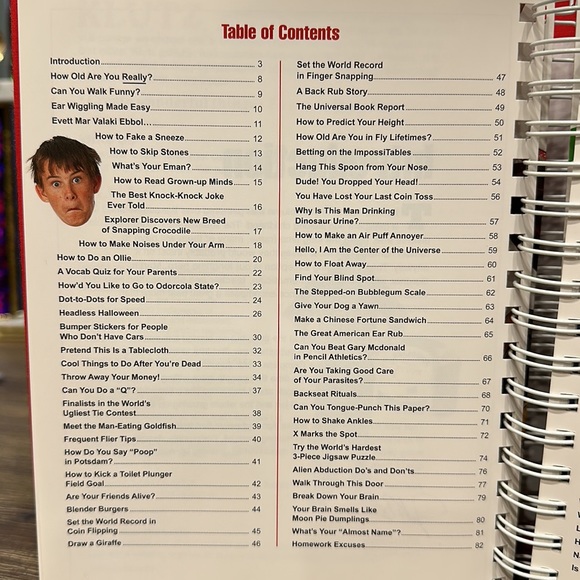 Table of Contents
Introduction 3
How Old Are You Really? 8
Can You Walk Funny? 9
Ear Wiggling Made Easy 10
Evett Mar Valaki Ebbol... 11
How to Fake a Sneeze 12
How to Skip Stones 13
What's Your Eman? 14
How to Read Grown-up Minds 15
The Best Knock-Knock Joke
Ever Told 16
Explorer Discovers New Breed
of Snapping Crocodile 17
How to Make Noises Under Your Arm 18
How to Do an Ollie 20
A Vocab Quiz for Your Parents 22
How'd You Like to Go to Odorcola State? 23
Dot-to-Dots for Speed 24
Headless Halloween 26
Bumper Stickers for People
Who Don't Have Cars 30
Pretend This Is a Tablecloth 32
Cool Things to Do After You're Dead 33
Throw Away Your Money! 34
Can You Do a "Q"? 37
Finalists in the World's
Ugliest Tie Contest 38
Meet the Man-Eating Goldfish 39
Frequent Flier Tips 40
How Do You Say "Poop"
in Potsdam? 41
How to Kick a Toilet Plunger
Field Goal 42
Are Your Friends Alive? 43
Blender Burgers 44
Set the World Record in
Coin Flipping 45
Draw a Giraffe 46
Set the World Record
in Finger Snapping 47
A Back Rub Story 48
The Universal Book Report 49
How to Predict Your Height 50
How Old Are You in Fly Lifetimes? 51
Betting on the ImpossiTables 52
Hang This Spoon from Your Nose 53
Dude! You Dropped Your Head! 54
You Have Lost Your Last Coin Toss 56
Why Is This Man Drinking
Dinosaur Urine? 57
How to Make an Air Puff Annoyer 58
Hello, I Am the Center of the Universe 59
How to Float Away 60
Find Your Blind Spot 61
The Stepped-on Bubblegum Scale 62
Give Your Dog a Yawn 63
Make a Chinese Fortune Sandwich 64
The Great American Ear Rub 65
Can You Beat Gary Mcdonald
in Pencil Athletics? 66
Are You Taking Good Care
of Your Parasites? 67
Backseat Rituals 68
Can You Tongue-Punch This Paper? 70
How to Shake Ankles 71
X Marks the Spot 72
Try the World's Hardest
3-Piece Jigsaw Puzzle 74
Alien Abduction Do's and Don'ts 76
Walk Through This Door 77
Break Down Your Brain 79
Your Brain Smells Like
Moon Pie Dumplings 80
What's Your "Almost Name"? 81
Homework Excuses 82